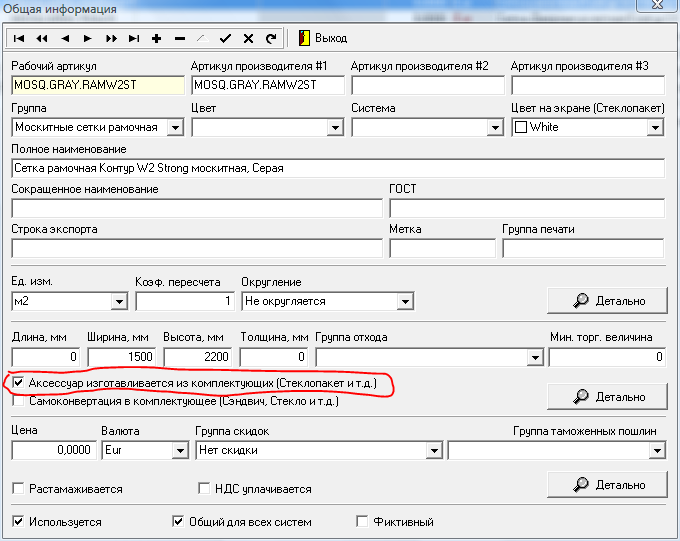 Общая информация
Выход
Рабочий артикул Артикул производителя #1 Артикул производителя #2 Артикул производителя #3
MOSQ.GRAY.RAMW2ST MOSQ.GRAY.RAMW2ST
Группа Цвет Система Цвет на экране (Стеклопакет)
Москитные сетки рамочная White
Полное наименование
Сетка рамочная Контур W2 Strong москитная, Серая
Сокращенное наименование ГОСТ
Строка экспорта Метка Группа печати
Ед. изм. Коэф. пересчета Округление
м2 1 Не округляется Детально
Длина, мм Ширина, мм Высота, мм Толщина, мм Группа отхода Мин. торг. величина
0 1500 2200 0 0
Аксессуар изготавливается из комплектующих (Стеклопакет и т.д.)
Самоконвертация в комплектующее (Сэндвич, Стекло и т.д.) Детально
Цена Валюта Группа скидок Группа таможенных пошлин
0,0000 Eur Нет скидки
Растамаживается НДС уплачивается Детально
Используется Общий для всех систем Фиктивный